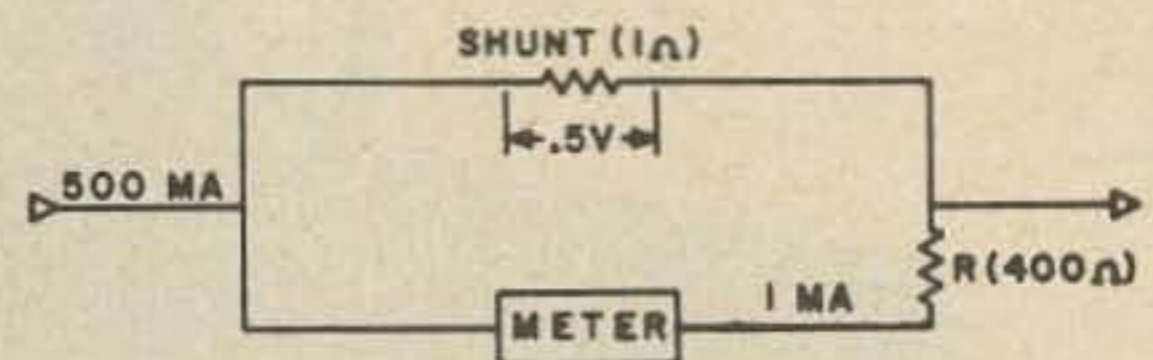 SHUNT (1Ω)
.5V
500 MA
R (400Ω)
1 MA
METER